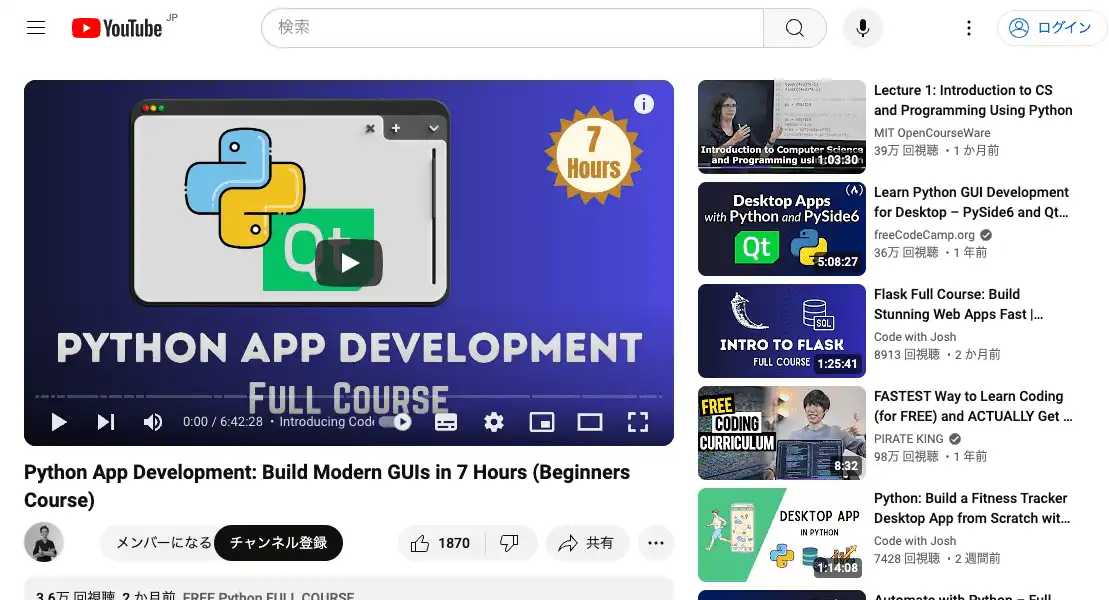 YouTube JP
検索
ログイン
7
Hours
Qt
PYTHON APP DEVELOPMENT
FULL COURSE
0:00 / 6:42:28 • Introducing Cod
Python App Development: Build Modern GUIs in 7 Hours (Beginners
Course)
メンバーになる
チャンネル登録
1870
共有
3.6万 回視聴 2 か月前 FREE Python FULL COURSE
Introduction to Computer Science
and Programming usin
1:03:30
Lecture 1: Introduction to CS
and Programming Using Python
MIT OpenCourseWare
39万 回視聴 • 1 か月前
Desktop Apps
with Python and PySide6
Qt
5:08:27
Learn Python GUI Development
for Desktop – PySide6 and Qt...
freeCodeCamp.org
36万 回視聴 • 1 年前
SQL
INTRO TO FLASK
FULL COURSE
1:25:41
Flask Full Course: Build
Stunning Web Apps Fast |...
Code with Josh
8913 回視聴 • 2 か月前
FREE
CODING
CURRICULUM
8:32
FASTEST Way to Learn Coding
(for FREE) and ACTUALLY Get ...
PIRATE KING
98万 回視聴 • 1 年前
DESKTOP APP
IN PYTHON
1:14:08
Python: Build a Fitness Tracker
Desktop App from Scratch wit...
Code with Josh
7428 回視聴 • 2 週間前
Automate with Python – Full